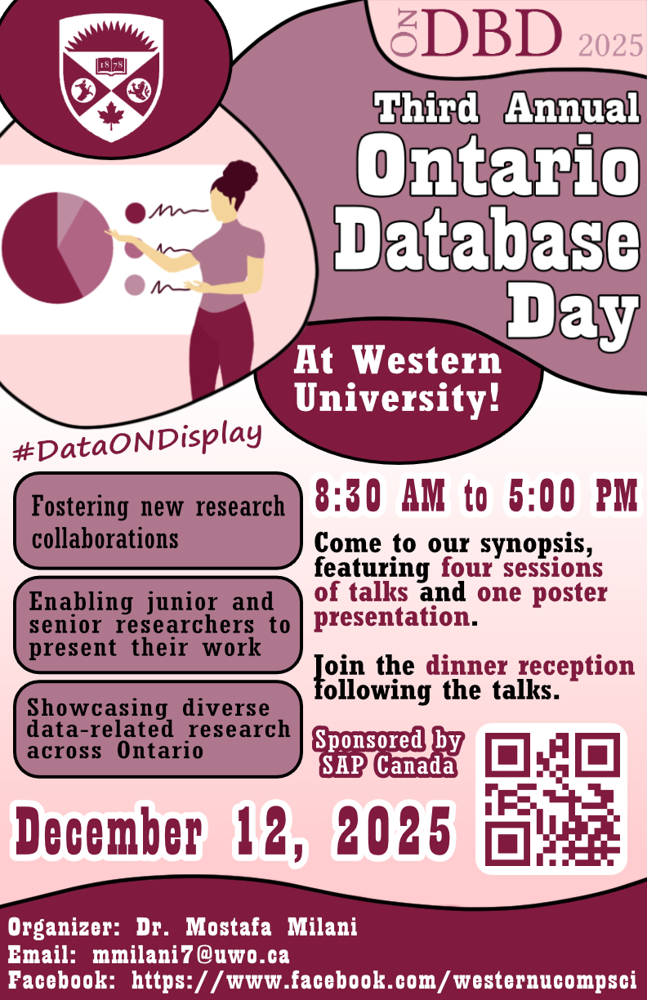 1878
ON DBD 2025
Third Annual
Ontario
Database
Day
At Western
University!
#DataONDisplay
Fostering new research
collaborations
Enabling junior and
senior researchers to
present their work
Showcasing diverse
data-related research
across Ontario
8:30 AM to 5:00 PM
Come to our synopsis,
featuring four sessions
of talks and one poster
presentation.
Join the dinner reception
following the talks.
Sponsored by
SAP Canada
December 12, 2025
Organizer: Dr. Mostafa Milani
Email: mmilani7@uwo.ca
Facebook: https://www.facebook.com/westernucompsci